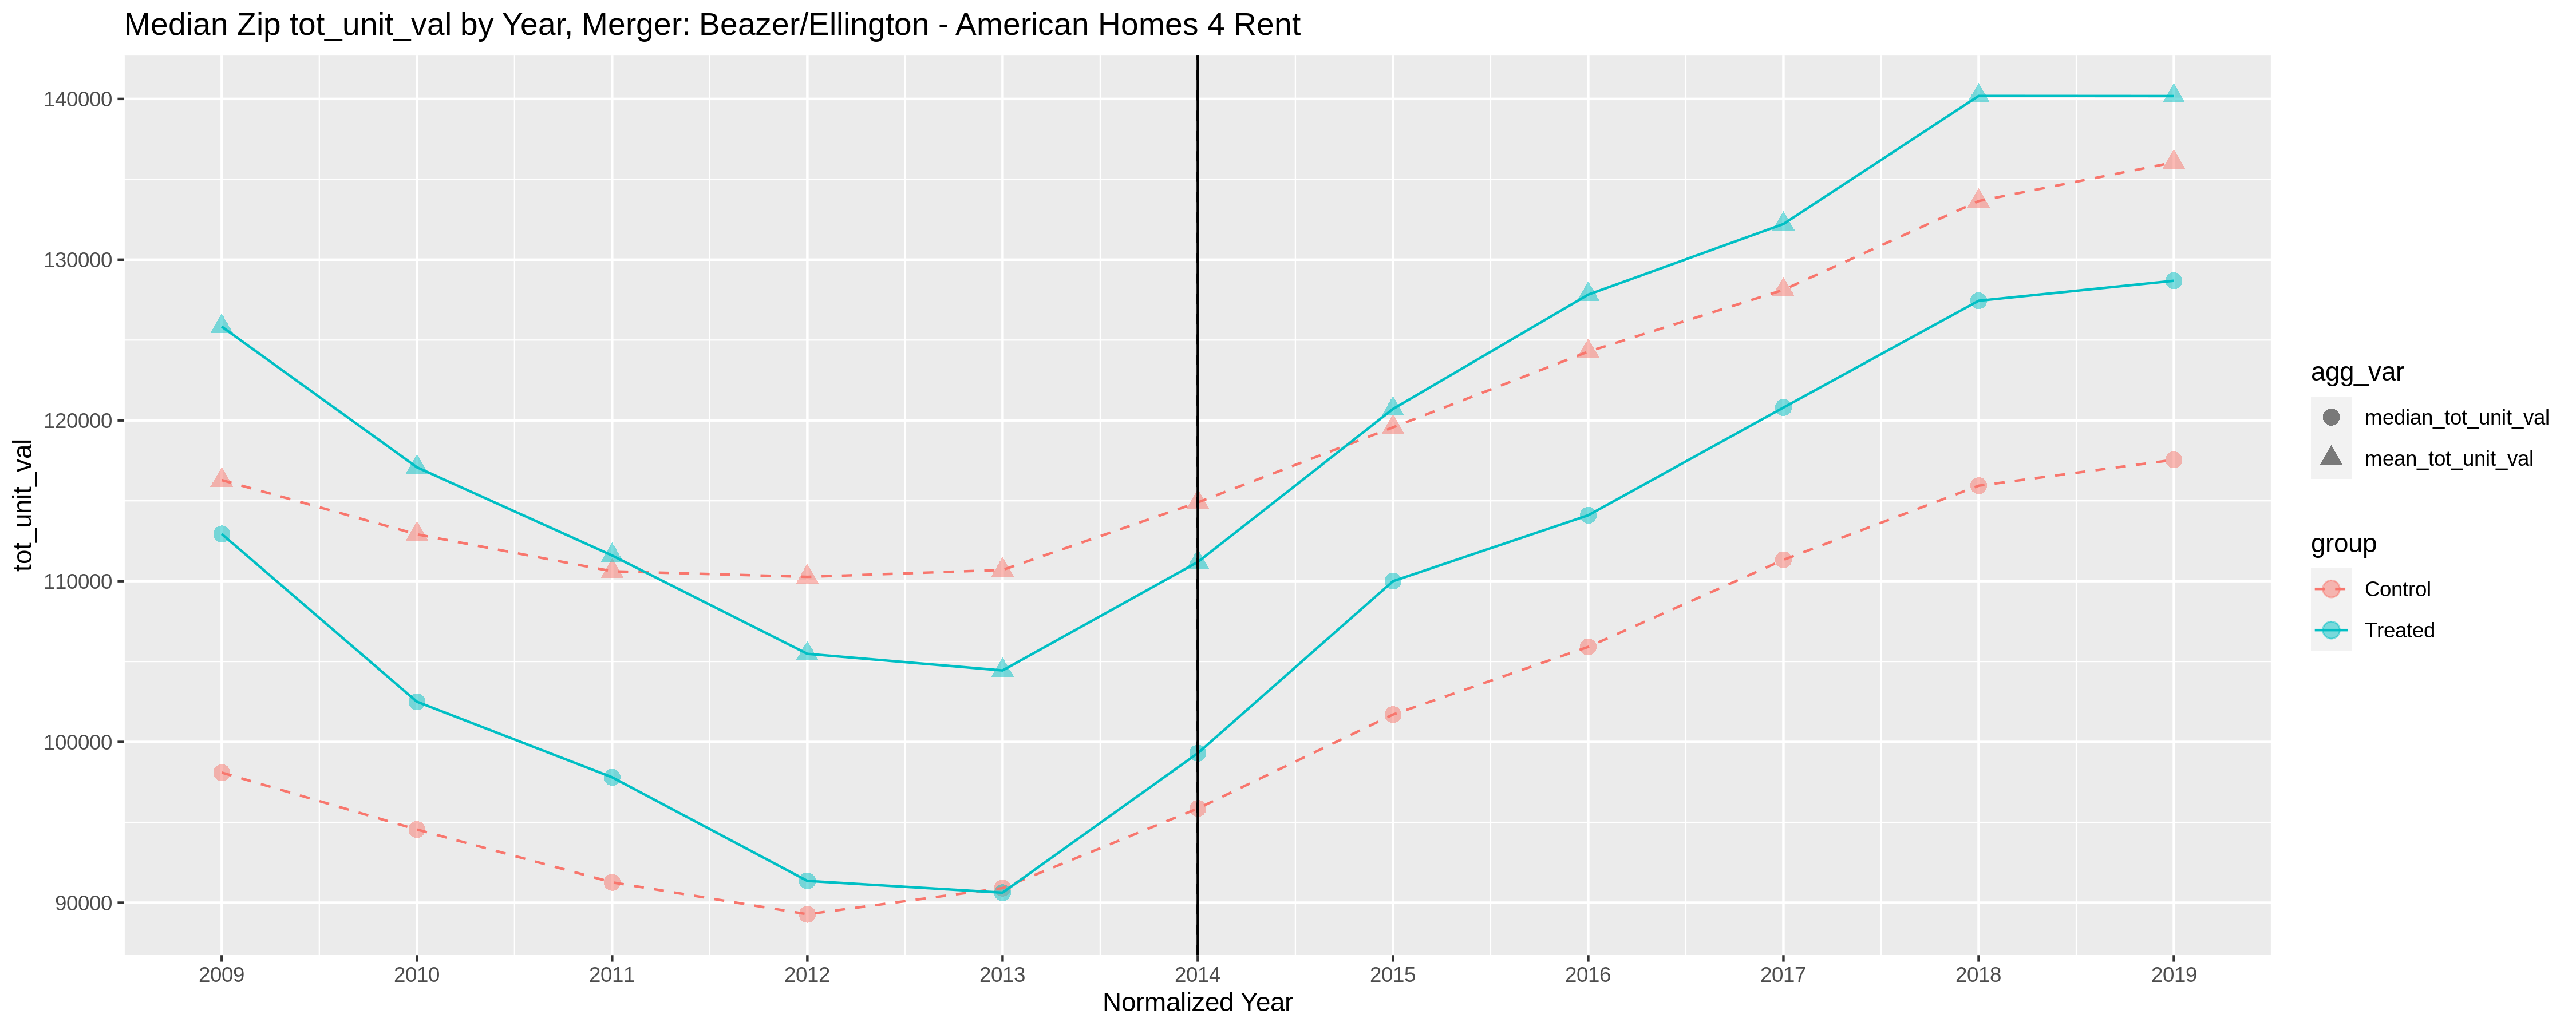 Median Zip tot_unit_val by Year, Merger: Beazer/Ellington - American Homes 4 Rent
tot_unit_val
140000
130000
120000
110000
100000
90000
2009 2010 2011 2012 2013 2014 2015 2016 2017 2018 2019
Normalized Year
agg_var
median_tot_unit_val
mean_tot_unit_val
group
Control
Treated